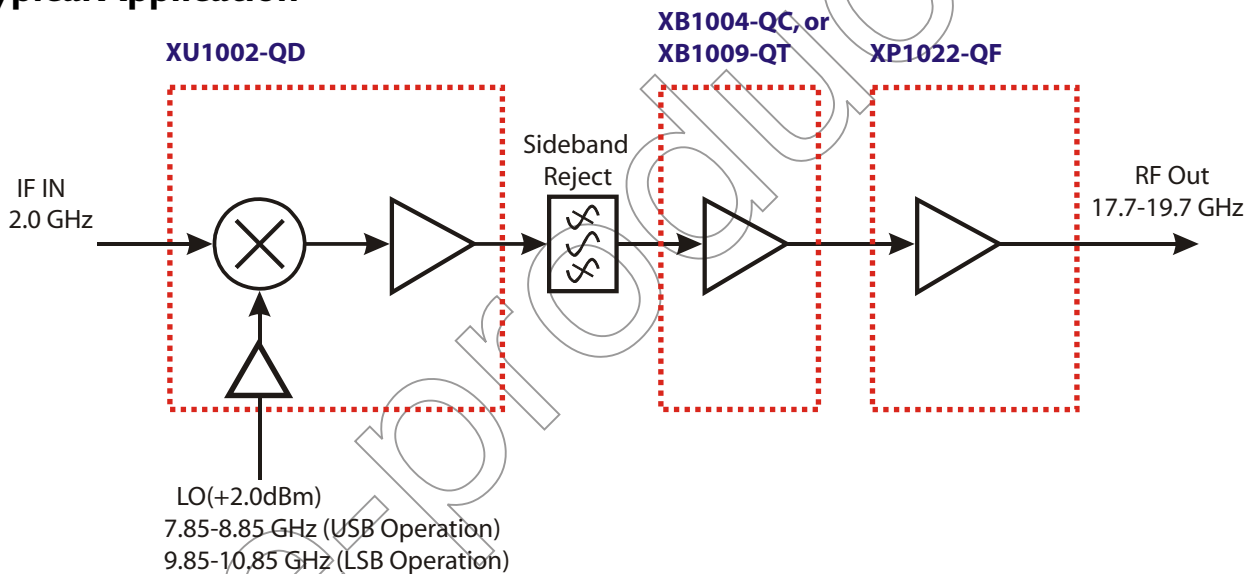 XU1002-QD
XB1004-QC, or
XB1009-QT
XP1022-QF
Sideband
Reject
IF IN
2.0 GHz
RF Out
17.7-19.7 GHz
LO(+2.0dBm)
7.85-8.85 GHz (USB Operation)
9.85-10.85 GHz (LSB Operation)